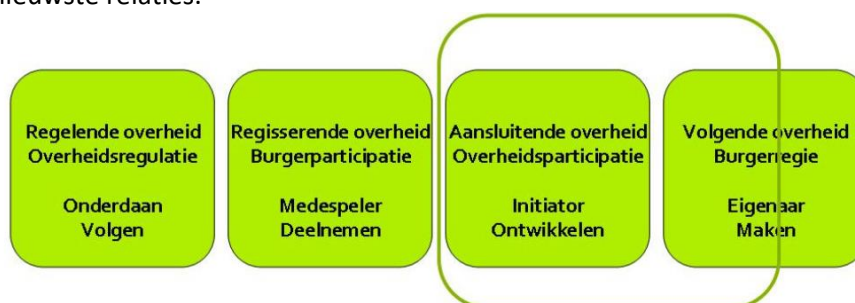 nieuwste relaties.
Regelende overheid
Overheidsregulatie
Onderdaan
Volgen
Regisserende overheid
Burgerparticipatie
Medespeler
Deelnemen
Aansluitende overheid
Overheidsparticipatie
Initiator
Ontwikkelen
Volgende overheid
Burgerregie
Eigenaar
Maken